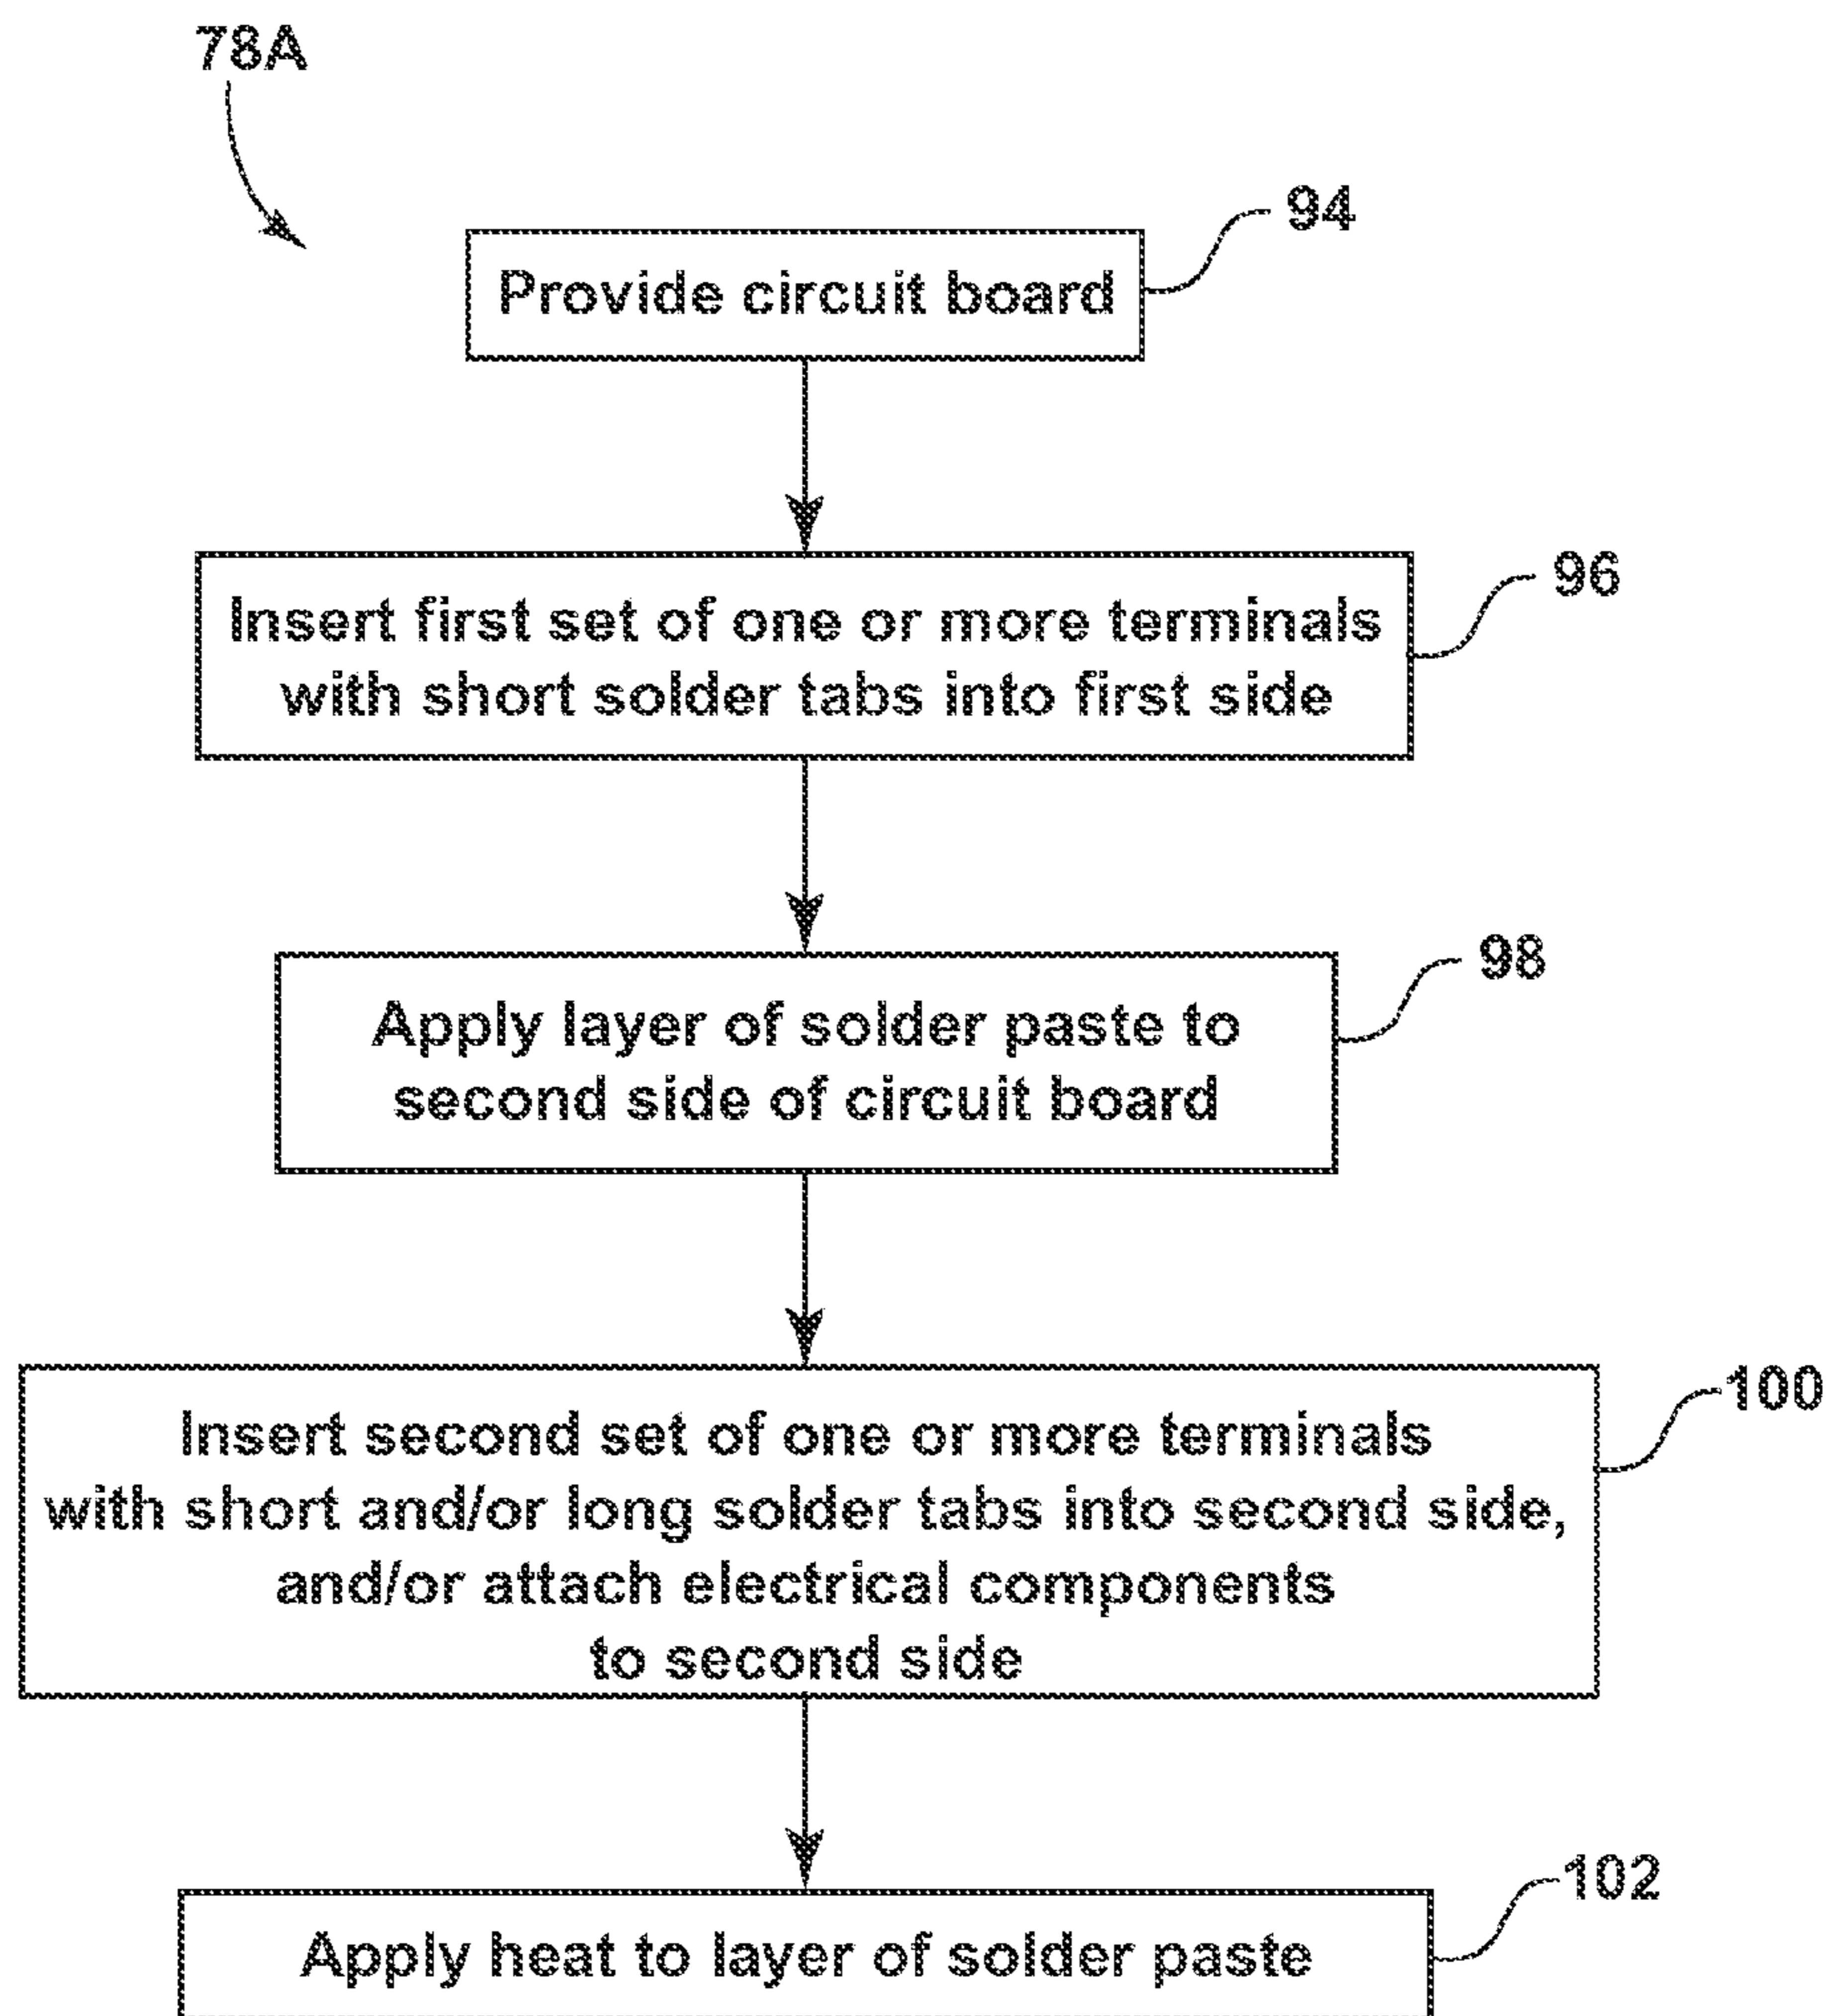 78A
94
Provide circuit board
96
Insert first set of one or more terminals
with short solder tabs into first side
98
Apply layer of solder paste to
second side of circuit board
100
Insert second set of one or more terminals
with short and/or long solder tabs into second side,
and/or attach electrical components
to second side
102
Apply heat to layer of solder paste